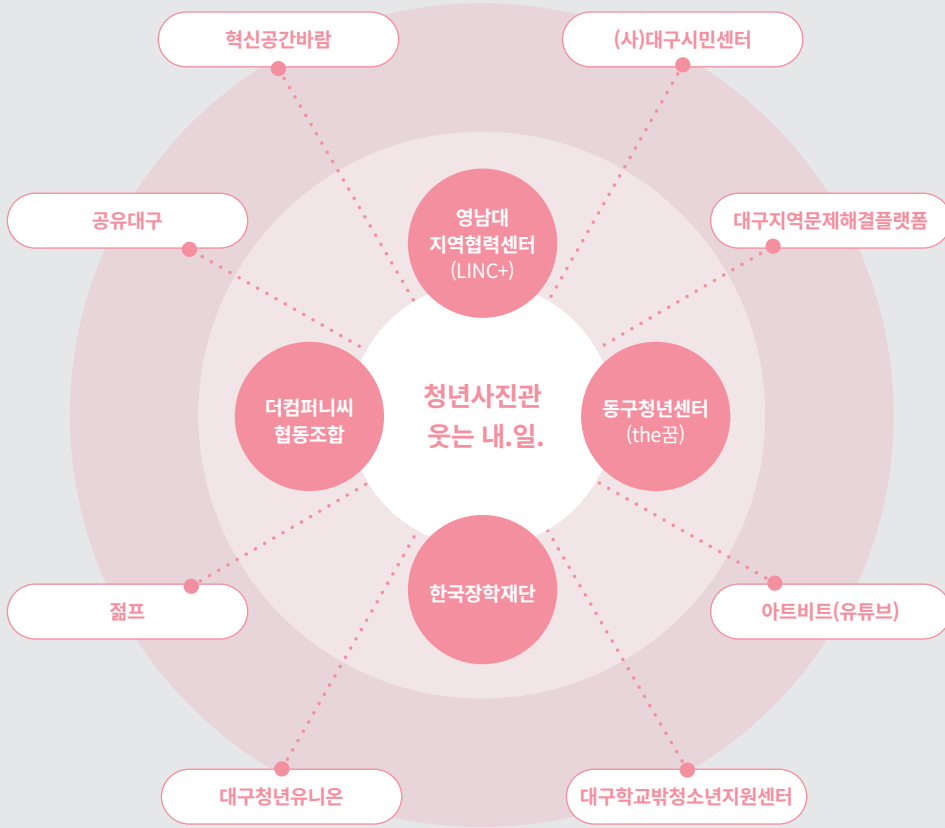 혁신공간바람
(사)대구시민센터
공유대구
영남대
지역협력센터
(LINC+)
대구지역문제해결플랫폼
더컴퍼니씨
협동조합
청년사진관
웃는 내.일.
동구청년센터
(the꿈)
한국장학재단
젊프
아트비트(유튜브)
대구청년유니온
대구학교밖청소년지원센터